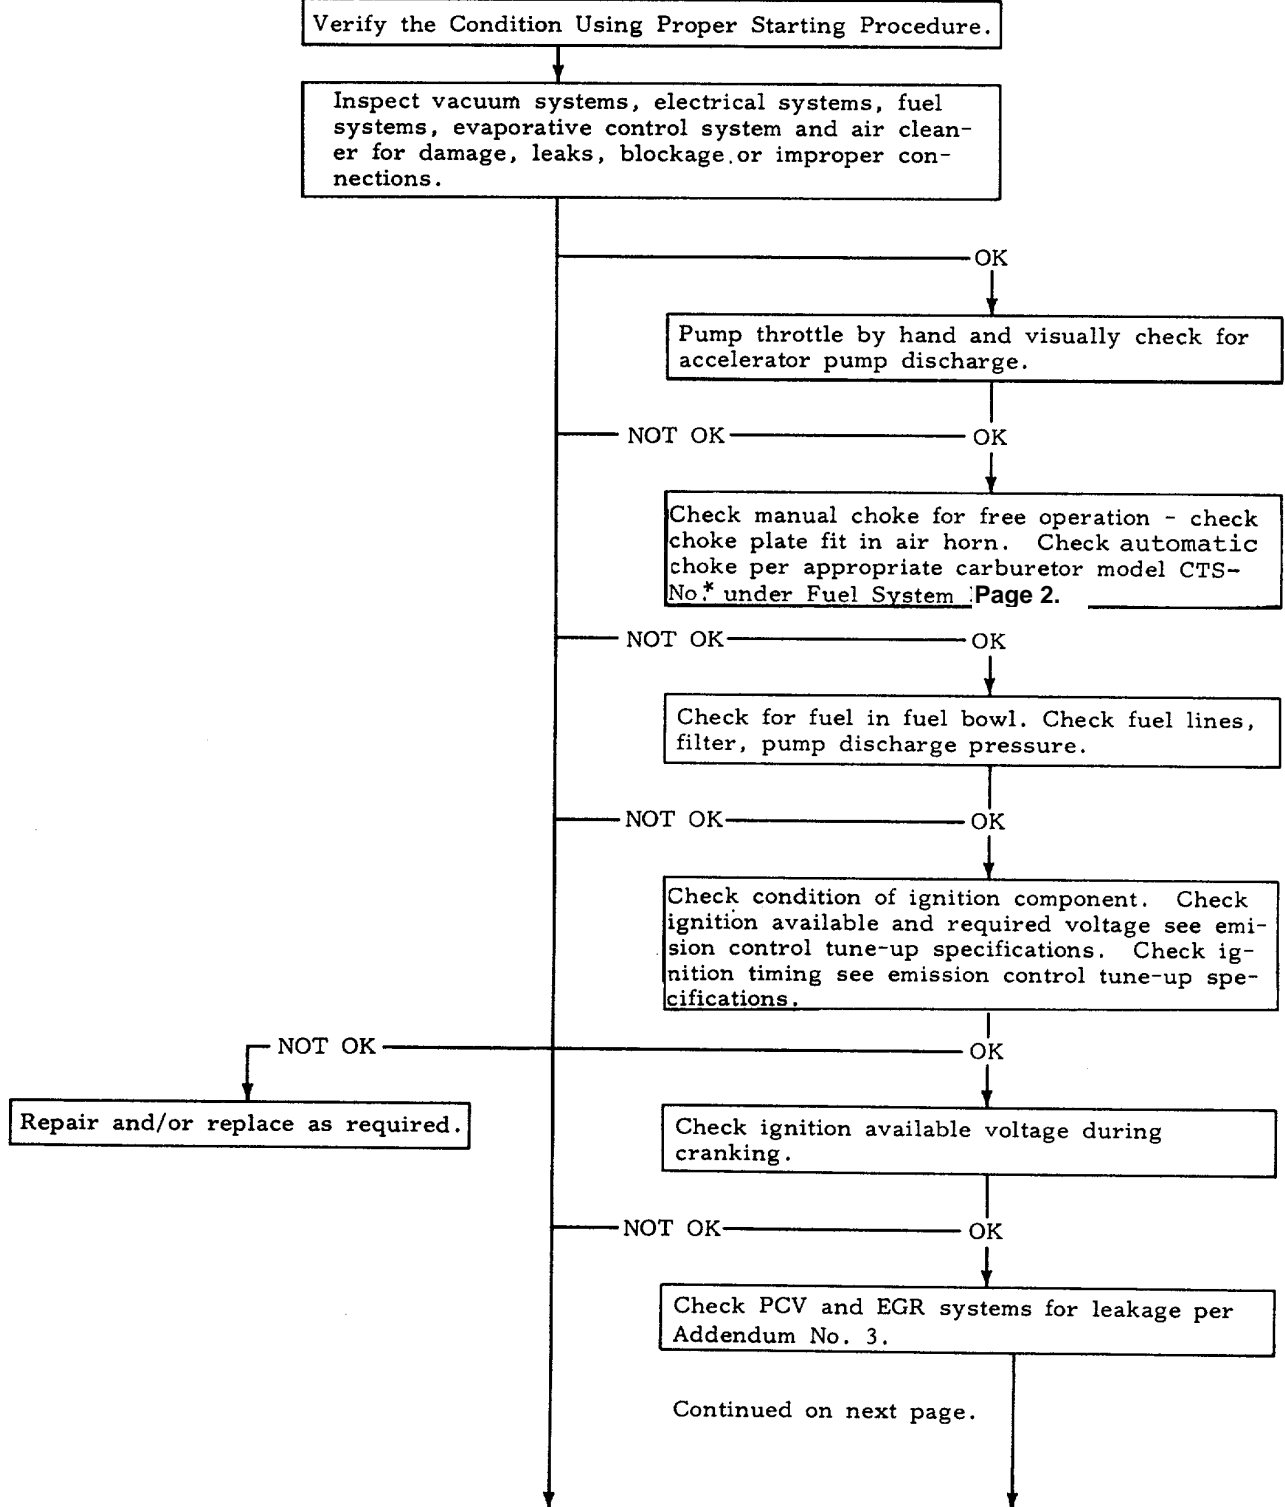 Verify the Condition Using Proper Starting Procedure.
Inspect vacuum systems, electrical systems, fuel
systems, evaporative control system and air clean-
er for damage, leaks, blockage or improper con-
nections.
OK
Pump throttle by hand and visually check for
accelerator pump discharge.
NOT OK OK
Check manual choke for free operation - check
choke plate fit in air horn. Check automatic
choke per appropriate carburetor model CTS-
No.* under Fuel System Page 2.
NOT OK OK
Check for fuel in fuel bowl. Check fuel lines,
filter, pump discharge pressure.
NOT OK OK
Check condition of ignition component. Check
ignition available and required voltage see emi-
sion control tune-up specifications. Check ig-
nition timing see emission control tune-up spe-
cifications.
NOT OK OK
Repair and/or replace as required.
Check ignition available voltage during
cranking.
NOT OK OK
Check PCV and EGR systems for leakage per
Addendum No. 3.
Continued on next page.